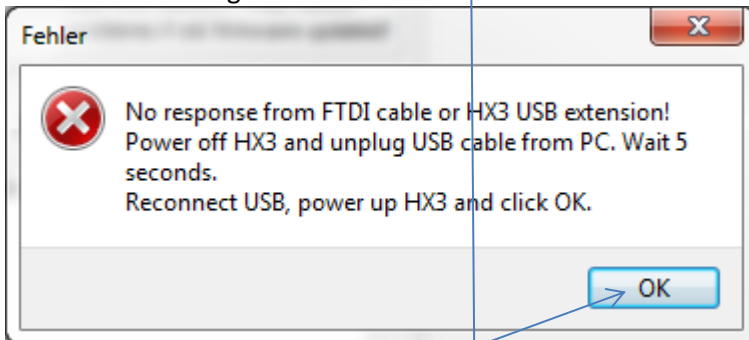 Fehler
No response from FTDI cable or HX3 USB extension!
Power off HX3 and unplug USB cable from PC. Wait 5
seconds.
Reconnect USB, power up HX3 and click OK.
OK